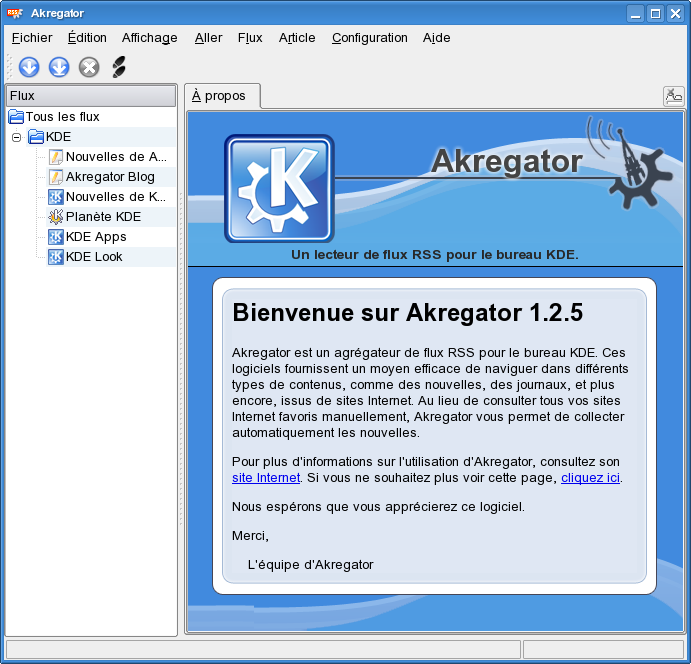 Akregator
Fichier Édition Affichage Aller Flux Article Configuration Aide
Flux
Tous les flux
KDE
Nouvelles de A...
Akregator Blog
Nouvelles de K...
Planète KDE
KDE Apps
KDE Look
À propos
Akregator
Un lecteur de flux RSS pour le bureau KDE.
Bienvenue sur Akregator 1.2.5
Akregator est un agrégateur de flux RSS pour le bureau KDE. Ces
logiciels fournissent un moyen efficace de naviguer dans différents
types de contenus, comme des nouvelles, des journaux, et plus
encore, issus de sites Internet. Au lieu de consulter tous vos sites
Internet favoris manuellement, Akregator vous permet de collecter
automatiquement les nouvelles.
Pour plus d'informations sur l'utilisation d'Akregator, consultez son
site Internet. Si vous ne souhaitez plus voir cette page, cliquez ici.
Nous espérons que vous apprécierez ce logiciel.
Merci,
L'équipe d'Akregator